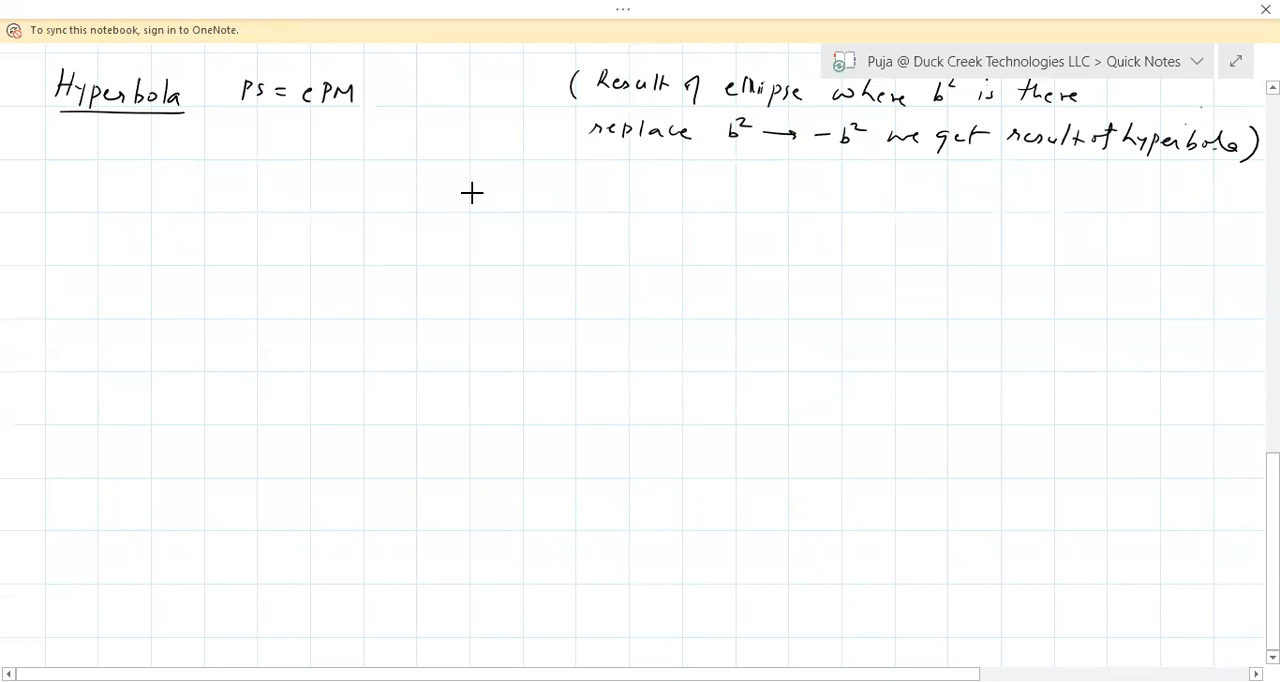 To sync this notebook, sign in to OneNote.
Puja @ Duck Creek Technologies LLC > Quick Notes
Hyperbola PS = ePM
(Result of ellipse where b² is there
replace b² → -b² we get result of hyperbola)